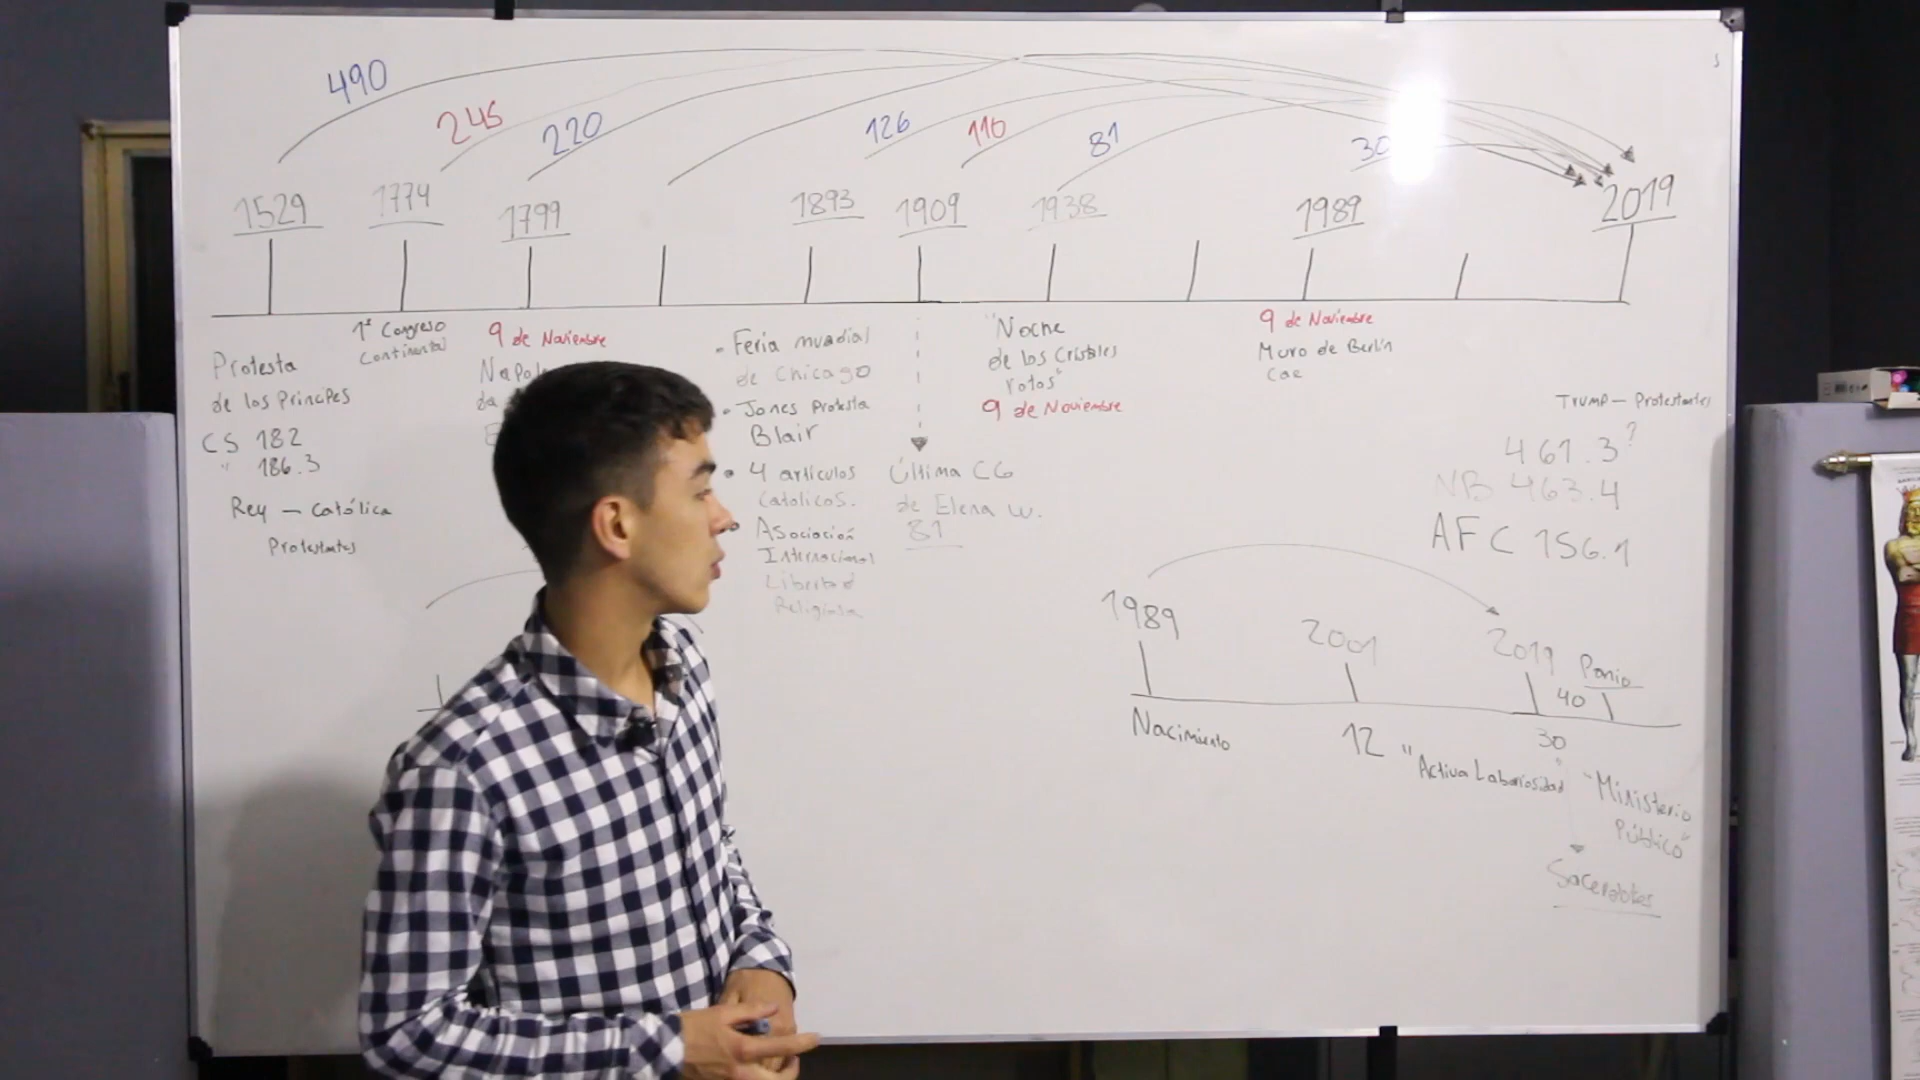 490
245
220
126
110
81
30
1529
1774
1799
1893
1909
1938
1989
2019
Protesta
de los Principes
CS 182
" 186.3
Rey - Católica
Protestantes
1º Congreso
Continental
9 de Noviembre
- Feria mundial
de Chicago
• Jones Protesta
Blair
• 4 artículos
Católicos.
• Asociación
Internacional
Libertad
Religiosa
Última CG
de Elena W.
81
"Noche
de los Cristales
rotos"
9 de Noviembre
9 de Noviembre
Muro de Berlín
Cae
Trump - Protestantes
461.3?
NB 463.4
AFC 156.1
1989
2001
2019
Panio
40
Nacimiento
12
"Activa Laboriosidad"
30
"Ministerio
Público"
Sacerdotes